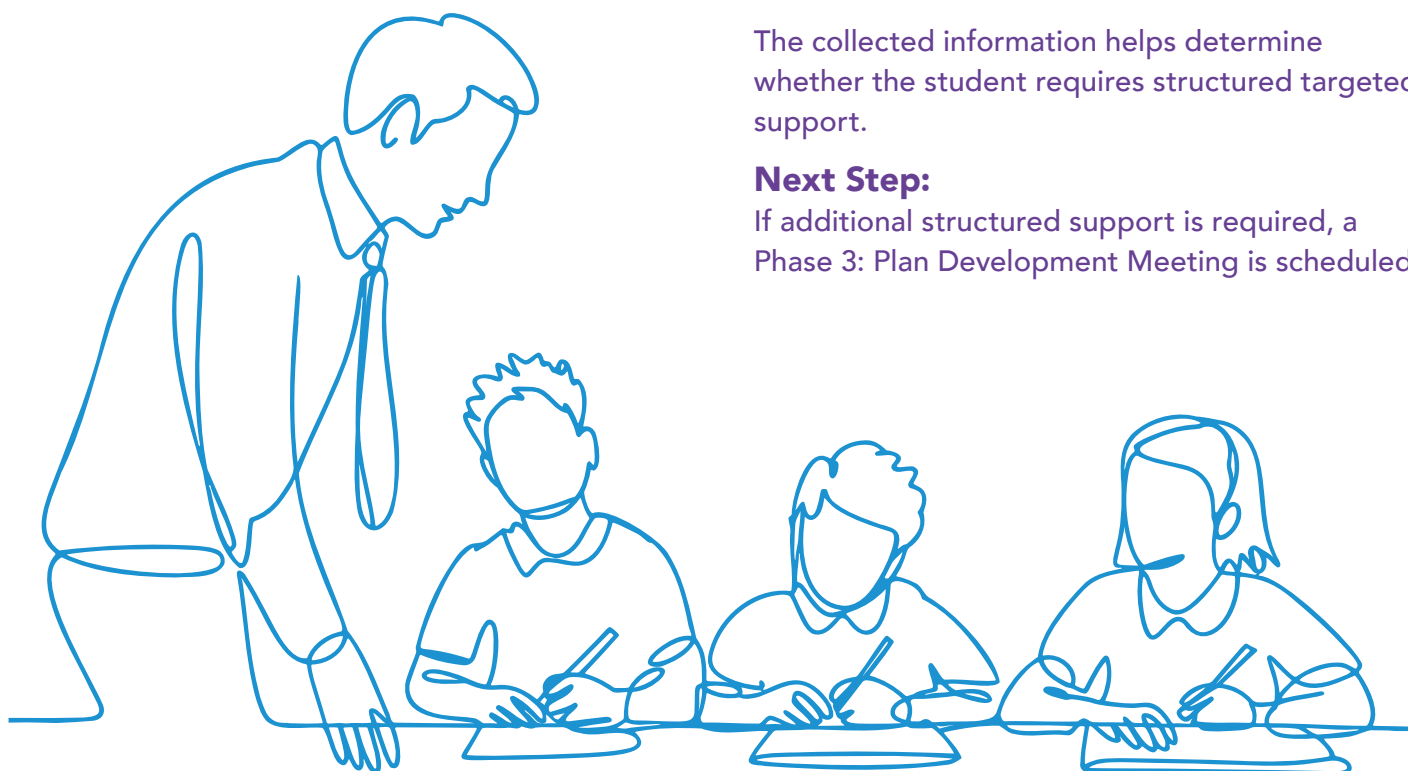 The collected information helps determine
whether the student requires structured targeted
support.
Next Step:
If additional structured support is required, a
Phase 3: Plan Development Meeting is scheduled